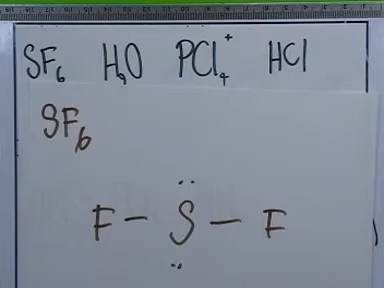 SF₆ H₂O PCl₄⁺ HCl
SF₆
F - S̤̈ - F